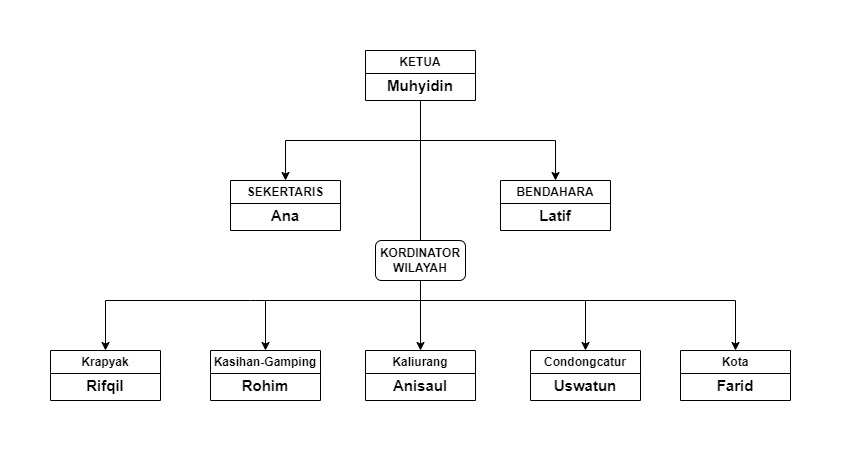 KETUA
Muhyidin
SEKERTARIS
Ana
BENDAHARA
Latif
KORDINATOR
WILAYAH
Krapyak
Rifqil
Kasihan-Gamping
Rohim
Kaliurang
Anisaul
Condongcatur
Uswatun
Kota
Farid